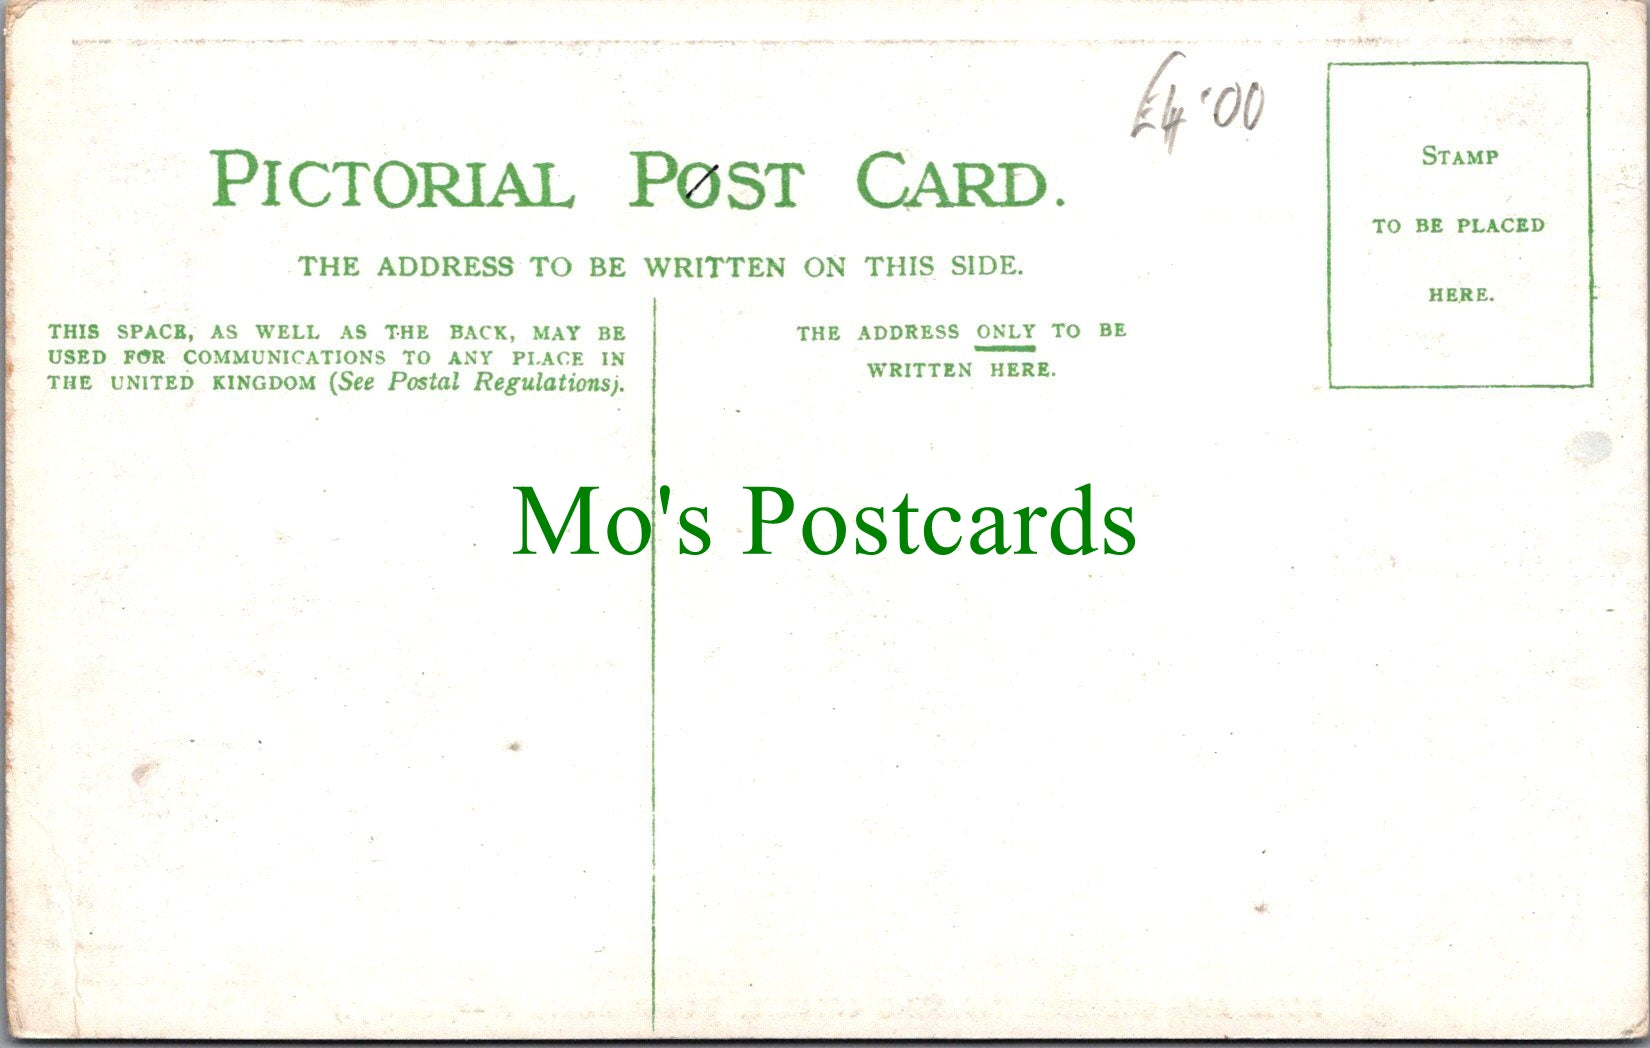 £4.00
PICTORIAL POST CARD.
THE ADDRESS TO BE WRITTEN ON THIS SIDE.
STAMP
TO BE PLACED
HERE.
THIS SPACE, AS WELL AS THE BACK, MAY BE
USED FOR COMMUNICATIONS TO ANY PLACE IN
THE UNITED KINGDOM (See Postal Regulations).
THE ADDRESS ONLY TO BE
WRITTEN HERE.
Mo's Postcards